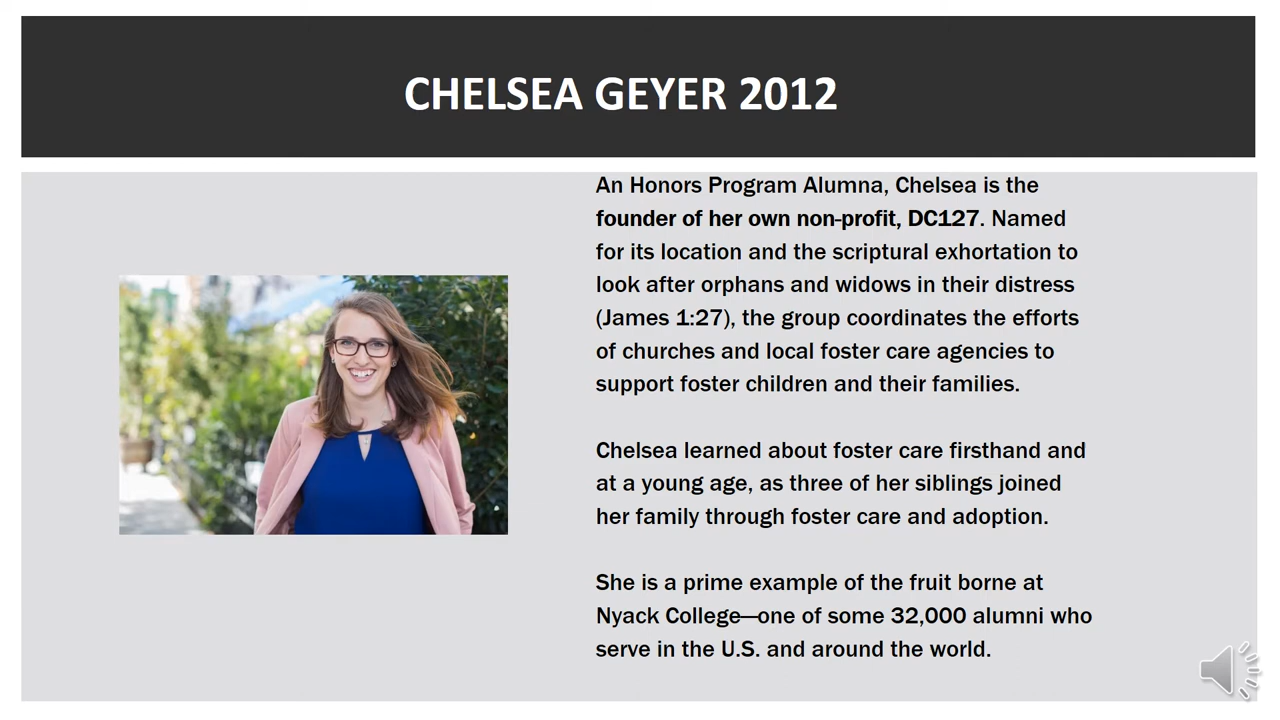 CHELSEA GEYER 2012
An Honors Program Alumna, Chelsea is the
founder of her own non-profit, DC127. Named
for its location and the scriptural exhortation to
look after orphans and widows in their distress
(James 1:27), the group coordinates the efforts
of churches and local foster care agencies to
support foster children and their families.
Chelsea learned about foster care firsthand and
at a young age, as three of her siblings joined
her family through foster care and adoption.
She is a prime example of the fruit borne at
Nyack College—one of some 32,000 alumni who
serve in the U.S. and around the world.